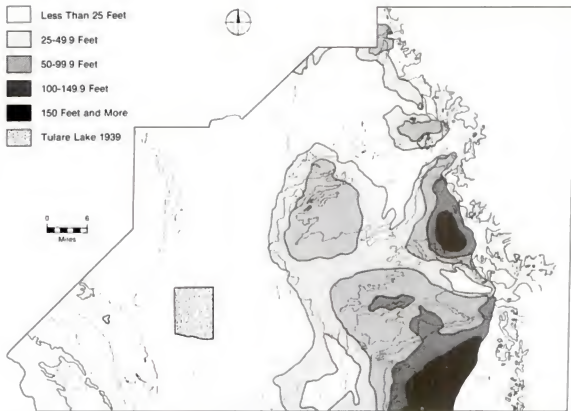 Less Than 25 Feet
25-49.9 Feet
50-99.9 Feet
100-149.9 Feet
150 Feet and More
Tulare Lake 1939
0 6
Miles